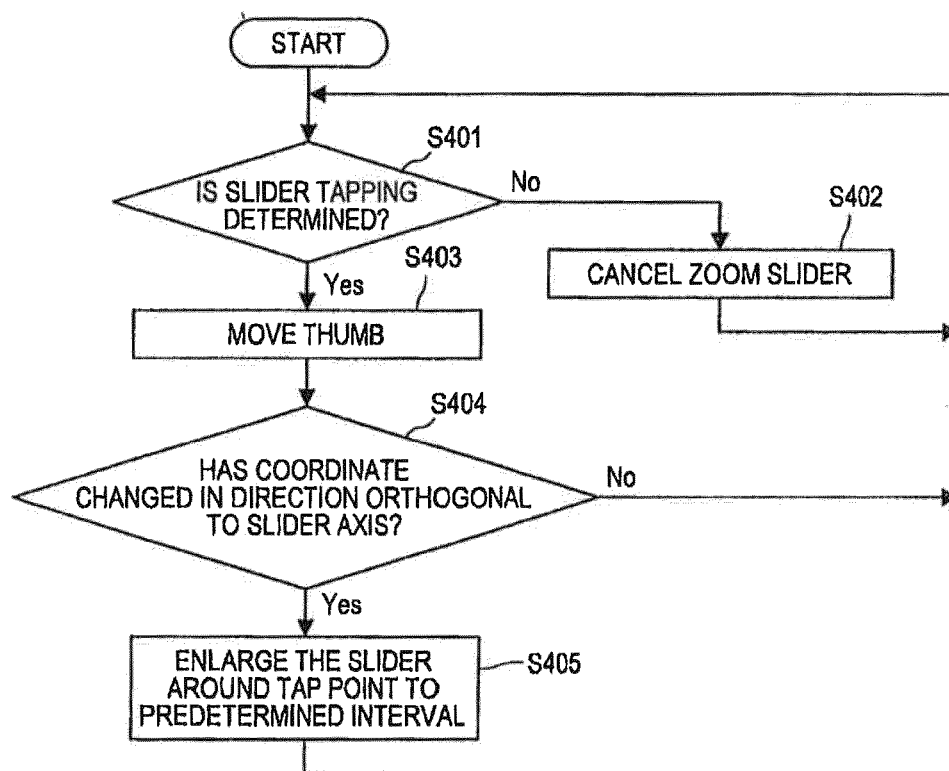 START
S401
IS SLIDER TAPPING
DETERMINED?
No
S402
CANCEL ZOOM SLIDER
Yes
S403
MOVE THUMB
S404
HAS COORDINATE
CHANGED IN DIRECTION ORTHOGONAL
TO SLIDER AXIS?
No
Yes
ENLARGE THE SLIDER
AROUND TAP POINT TO
PREDETERMINED INTERVAL
S405